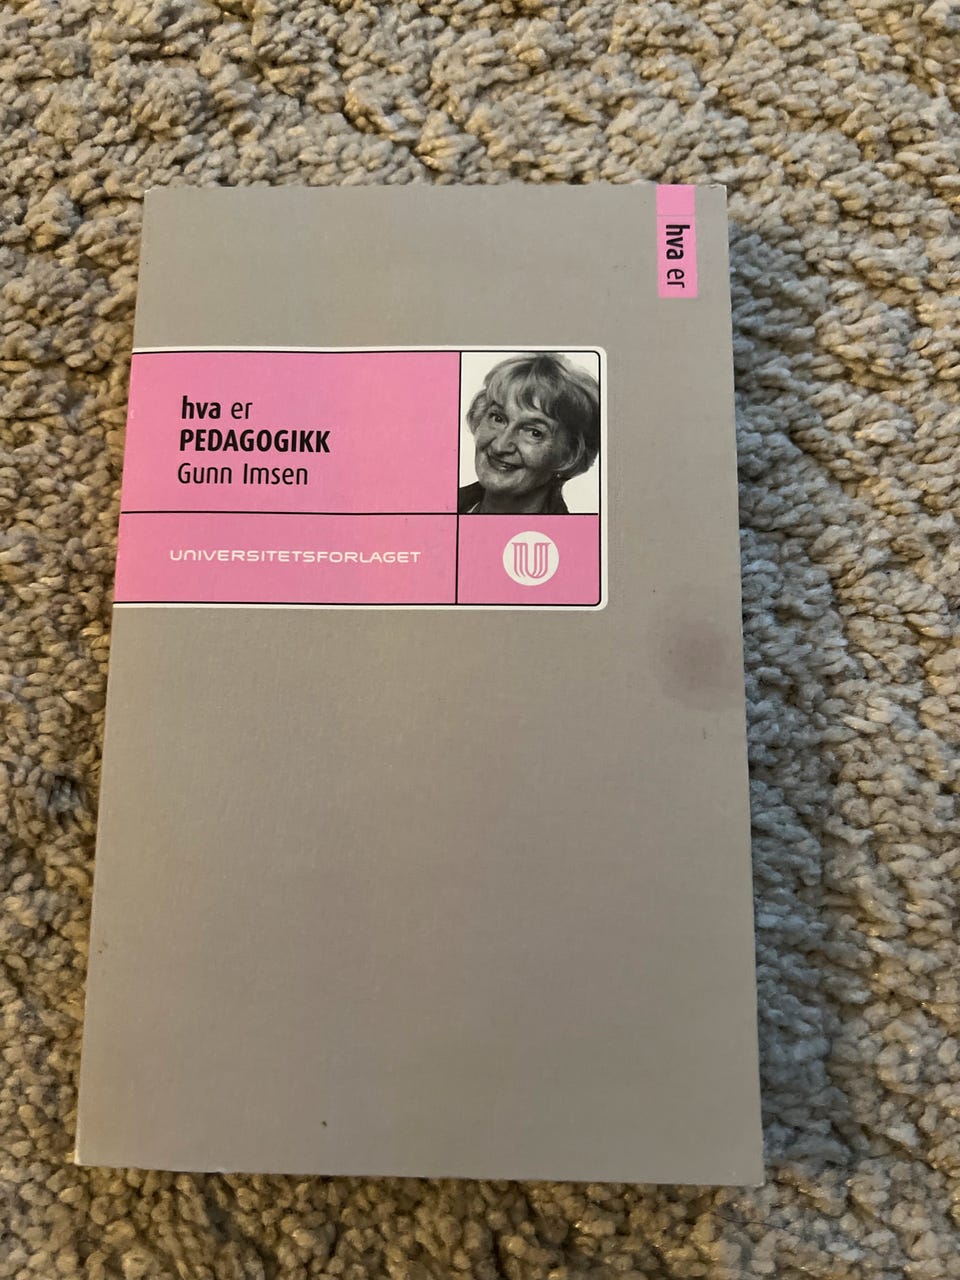 hva er
hva er
PEDAGOGIKK
Gunn Imsen
UNIVERSITETSFORLAGET
U